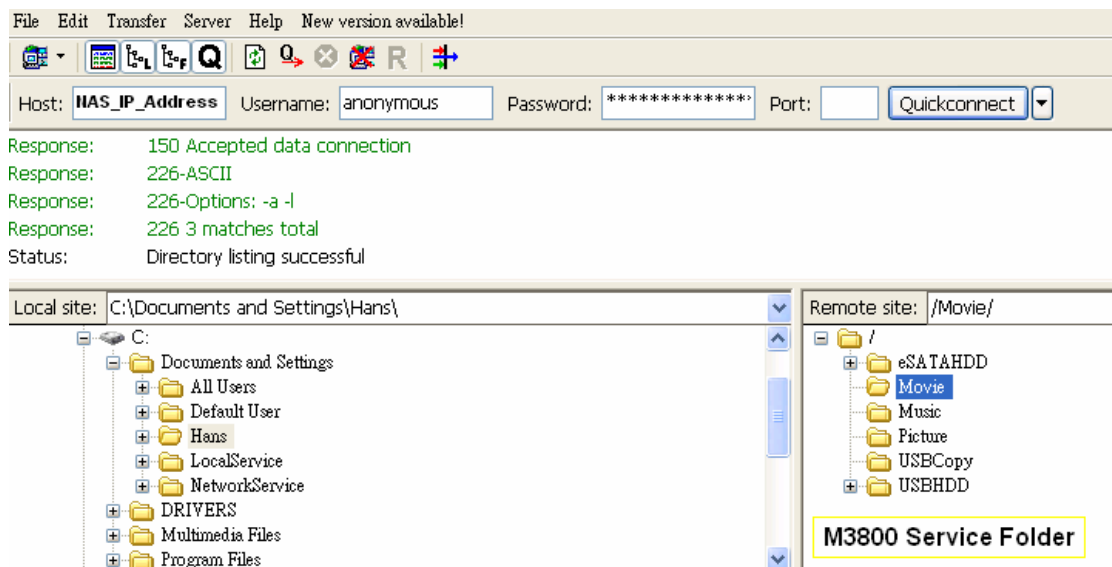 File Edit Transfer Server Help New version available!
L F Q Q R
Host: NAS_IP_Address Username: anonymous Password: ************* Port: Quickconnect
Response: 150 Accepted data connection
Response: 226-ASCII
Response: 226-Options: -a -l
Response: 226 3 matches total
Status: Directory listing successful
Local site: C:\Documents and Settings\Hans\
C:
Documents and Settings
All Users
Default User
Hans
LocalService
NetworkService
DRIVERS
Multimedia Files
Program Files
Remote site: /Movie/
/
eSATAHDD
Movie
Music
Picture
USBCopy
USBHDD
M3800 Service Folder